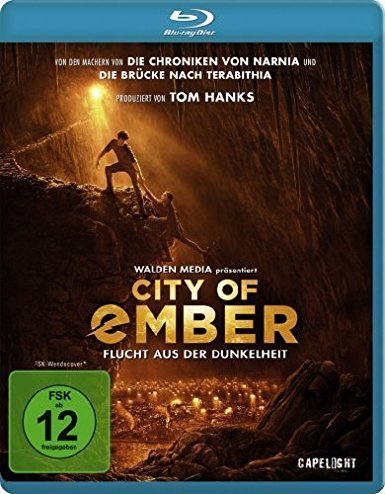 Blu-ray Disc
VON DEN MACHERN VON DIE CHRONIKEN VON NARNIA UND
DIE BRÜCKE NACH TERABITHIA
PRODUZIERT VON TOM HANKS
WALDEN MEDIA präsentiert
CITY OF
EMBER
FLUCHT AUS DER DUNKELHEIT
FSK-Wendecover*
FSK
ab
12
freigegeben
CAPELIGHT